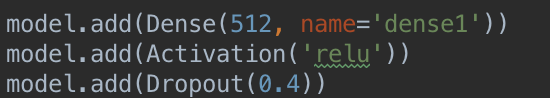 model.add(Dense(512, name='dense1'))
model.add(Activation('relu'))
model.add(Dropout(0.4))